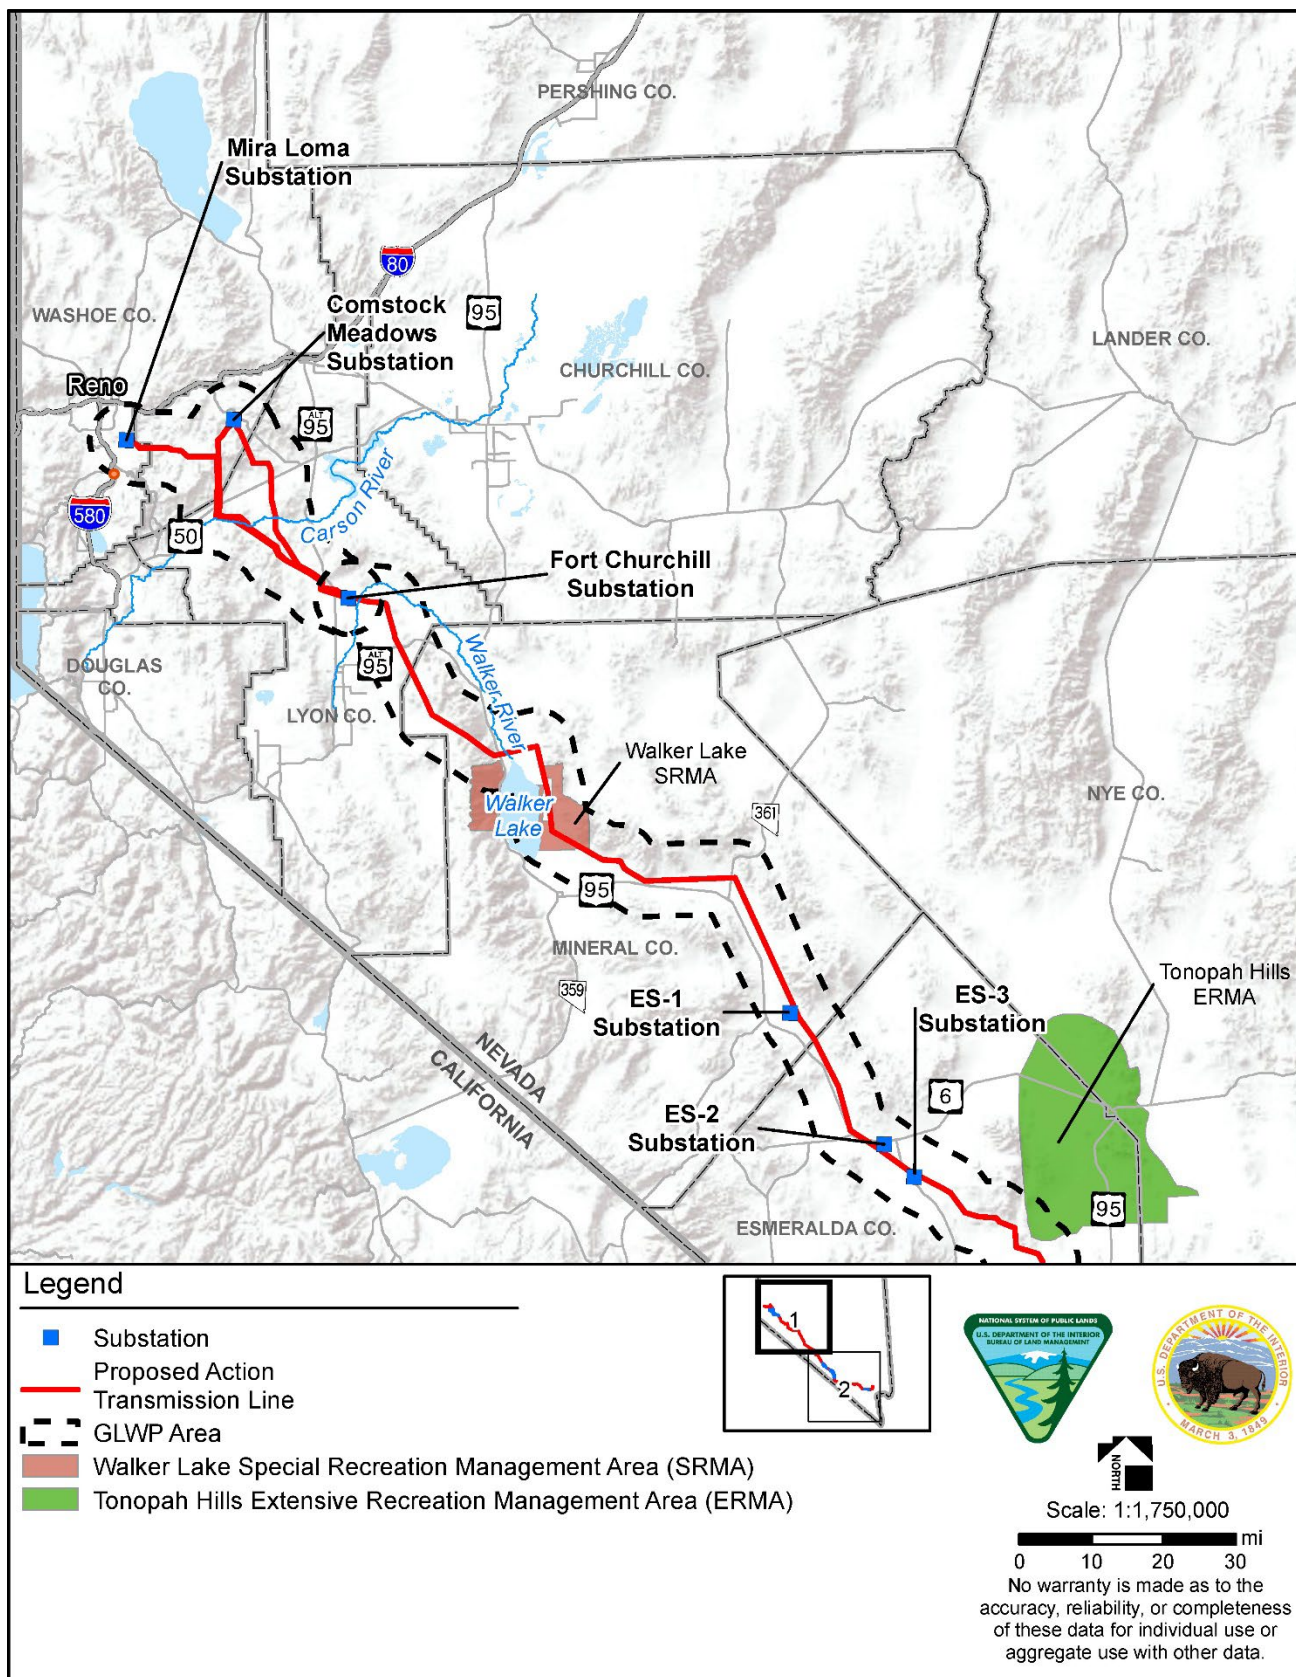 PERSHING CO.
Mira Loma
Substation
80
WASHOE CO.
Comstock
Meadows
Substation
95
LANDER CO.
CHURCHILL CO.
Reno
ALT
95
Carson River
580
50
Fort Churchill
Substation
ALT
95
DOUGLAS
CO.
LYON CO.
Walker River
Walker Lake
SRMA
Walker
Lake
361
NYE CO.
95
MINERAL CO.
359
Tonopah Hills
ERMA
ES-1
Substation
ES-3
Substation
NEVADA
CALIFORNIA
6
ES-2
Substation
95
ESMERALDA CO.
Legend
Substation
Proposed Action
Transmission Line
GLWP Area
Walker Lake Special Recreation Management Area (SRMA)
Tonopah Hills Extensive Recreation Management Area (ERMA)
1
2
NATIONAL SYSTEM OF PUBLIC LANDS
U.S. DEPARTMENT OF THE INTERIOR
BUREAU OF LAND MANAGEMENT
U.S. DEPARTMENT OF THE INTERIOR
MARCH 3, 1849
NORTH
Scale: 1:1,750,000
mi
0 10 20 30
No warranty is made as to the
accuracy, reliability, or completeness
of these data for individual use or
aggregate use with other data.